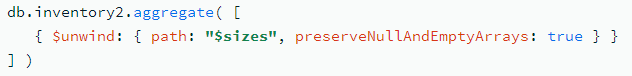 db.inventory2.aggregate( [
   { $unwind: { path: "$sizes", preserveNullAndEmptyArrays: true } }
] )